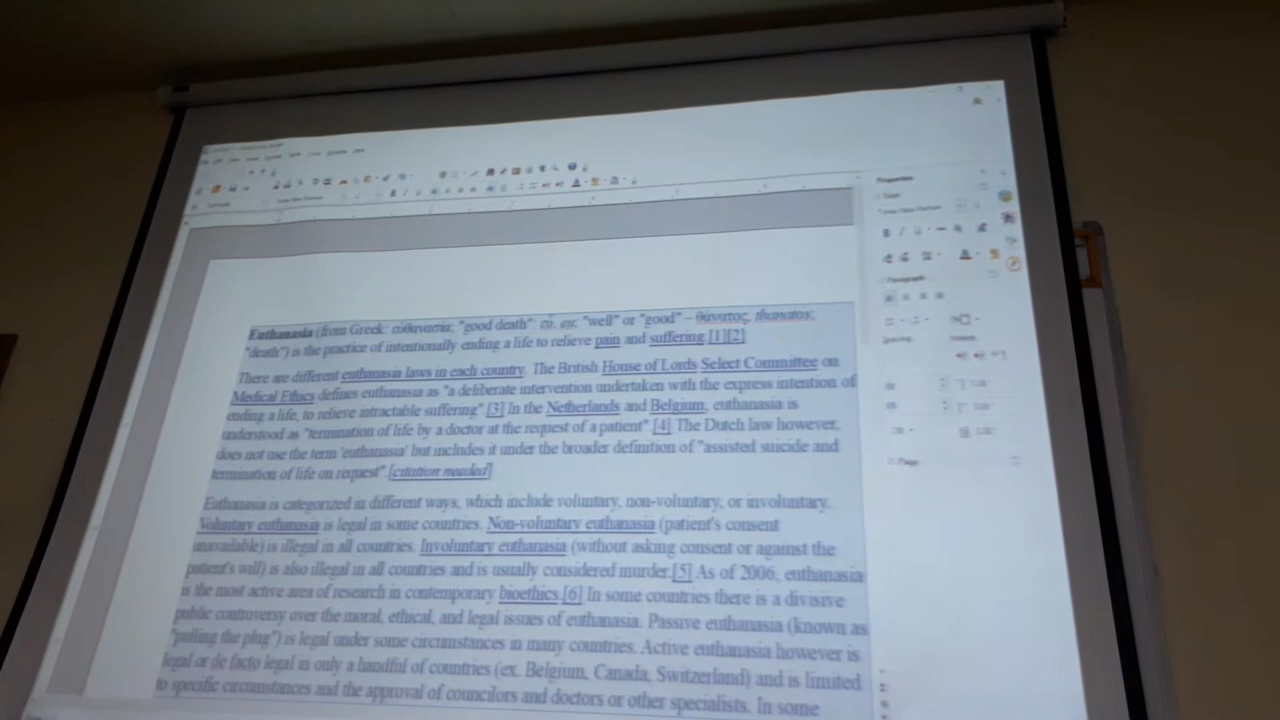 Properties
Paragraph
Page
Euthanasia (from Greek: εὐθανασία; "good death": εὖ, eu; "well" or "good" – θάνατος, thanatos;
"death") is the practice of intentionally ending a life to relieve pain and suffering.[1][2]
There are different euthanasia laws in each country. The British House of Lords Select Committee on
Medical Ethics defines euthanasia as "a deliberate intervention undertaken with the express intention of
ending a life, to relieve intractable suffering".[3] In the Netherlands and Belgium, euthanasia is
understood as "termination of life by a doctor at the request of a patient".[4] The Dutch law however,
does not use the term 'euthanasia' but includes it under the broader definition of "assisted suicide and
termination of life on request".[citation needed]
Euthanasia is categorized in different ways, which include voluntary, non-voluntary, or involuntary.
Voluntary euthanasia is legal in some countries. Non-voluntary euthanasia (patient's consent
unavailable) is illegal in all countries. Involuntary euthanasia (without asking consent or against the
patient's will) is also illegal in all countries and is usually considered murder.[5] As of 2006, euthanasia
is the most active area of research in contemporary bioethics.[6] In some countries there is a divisive
public controversy over the moral, ethical, and legal issues of euthanasia. Passive euthanasia (known as
"pulling the plug") is legal under some circumstances in many countries. Active euthanasia however is
legal or de facto legal in only a handful of countries (ex. Belgium, Canada, Switzerland) and is limited
to specific circumstances and the approval of councilors and doctors or other specialists. In some